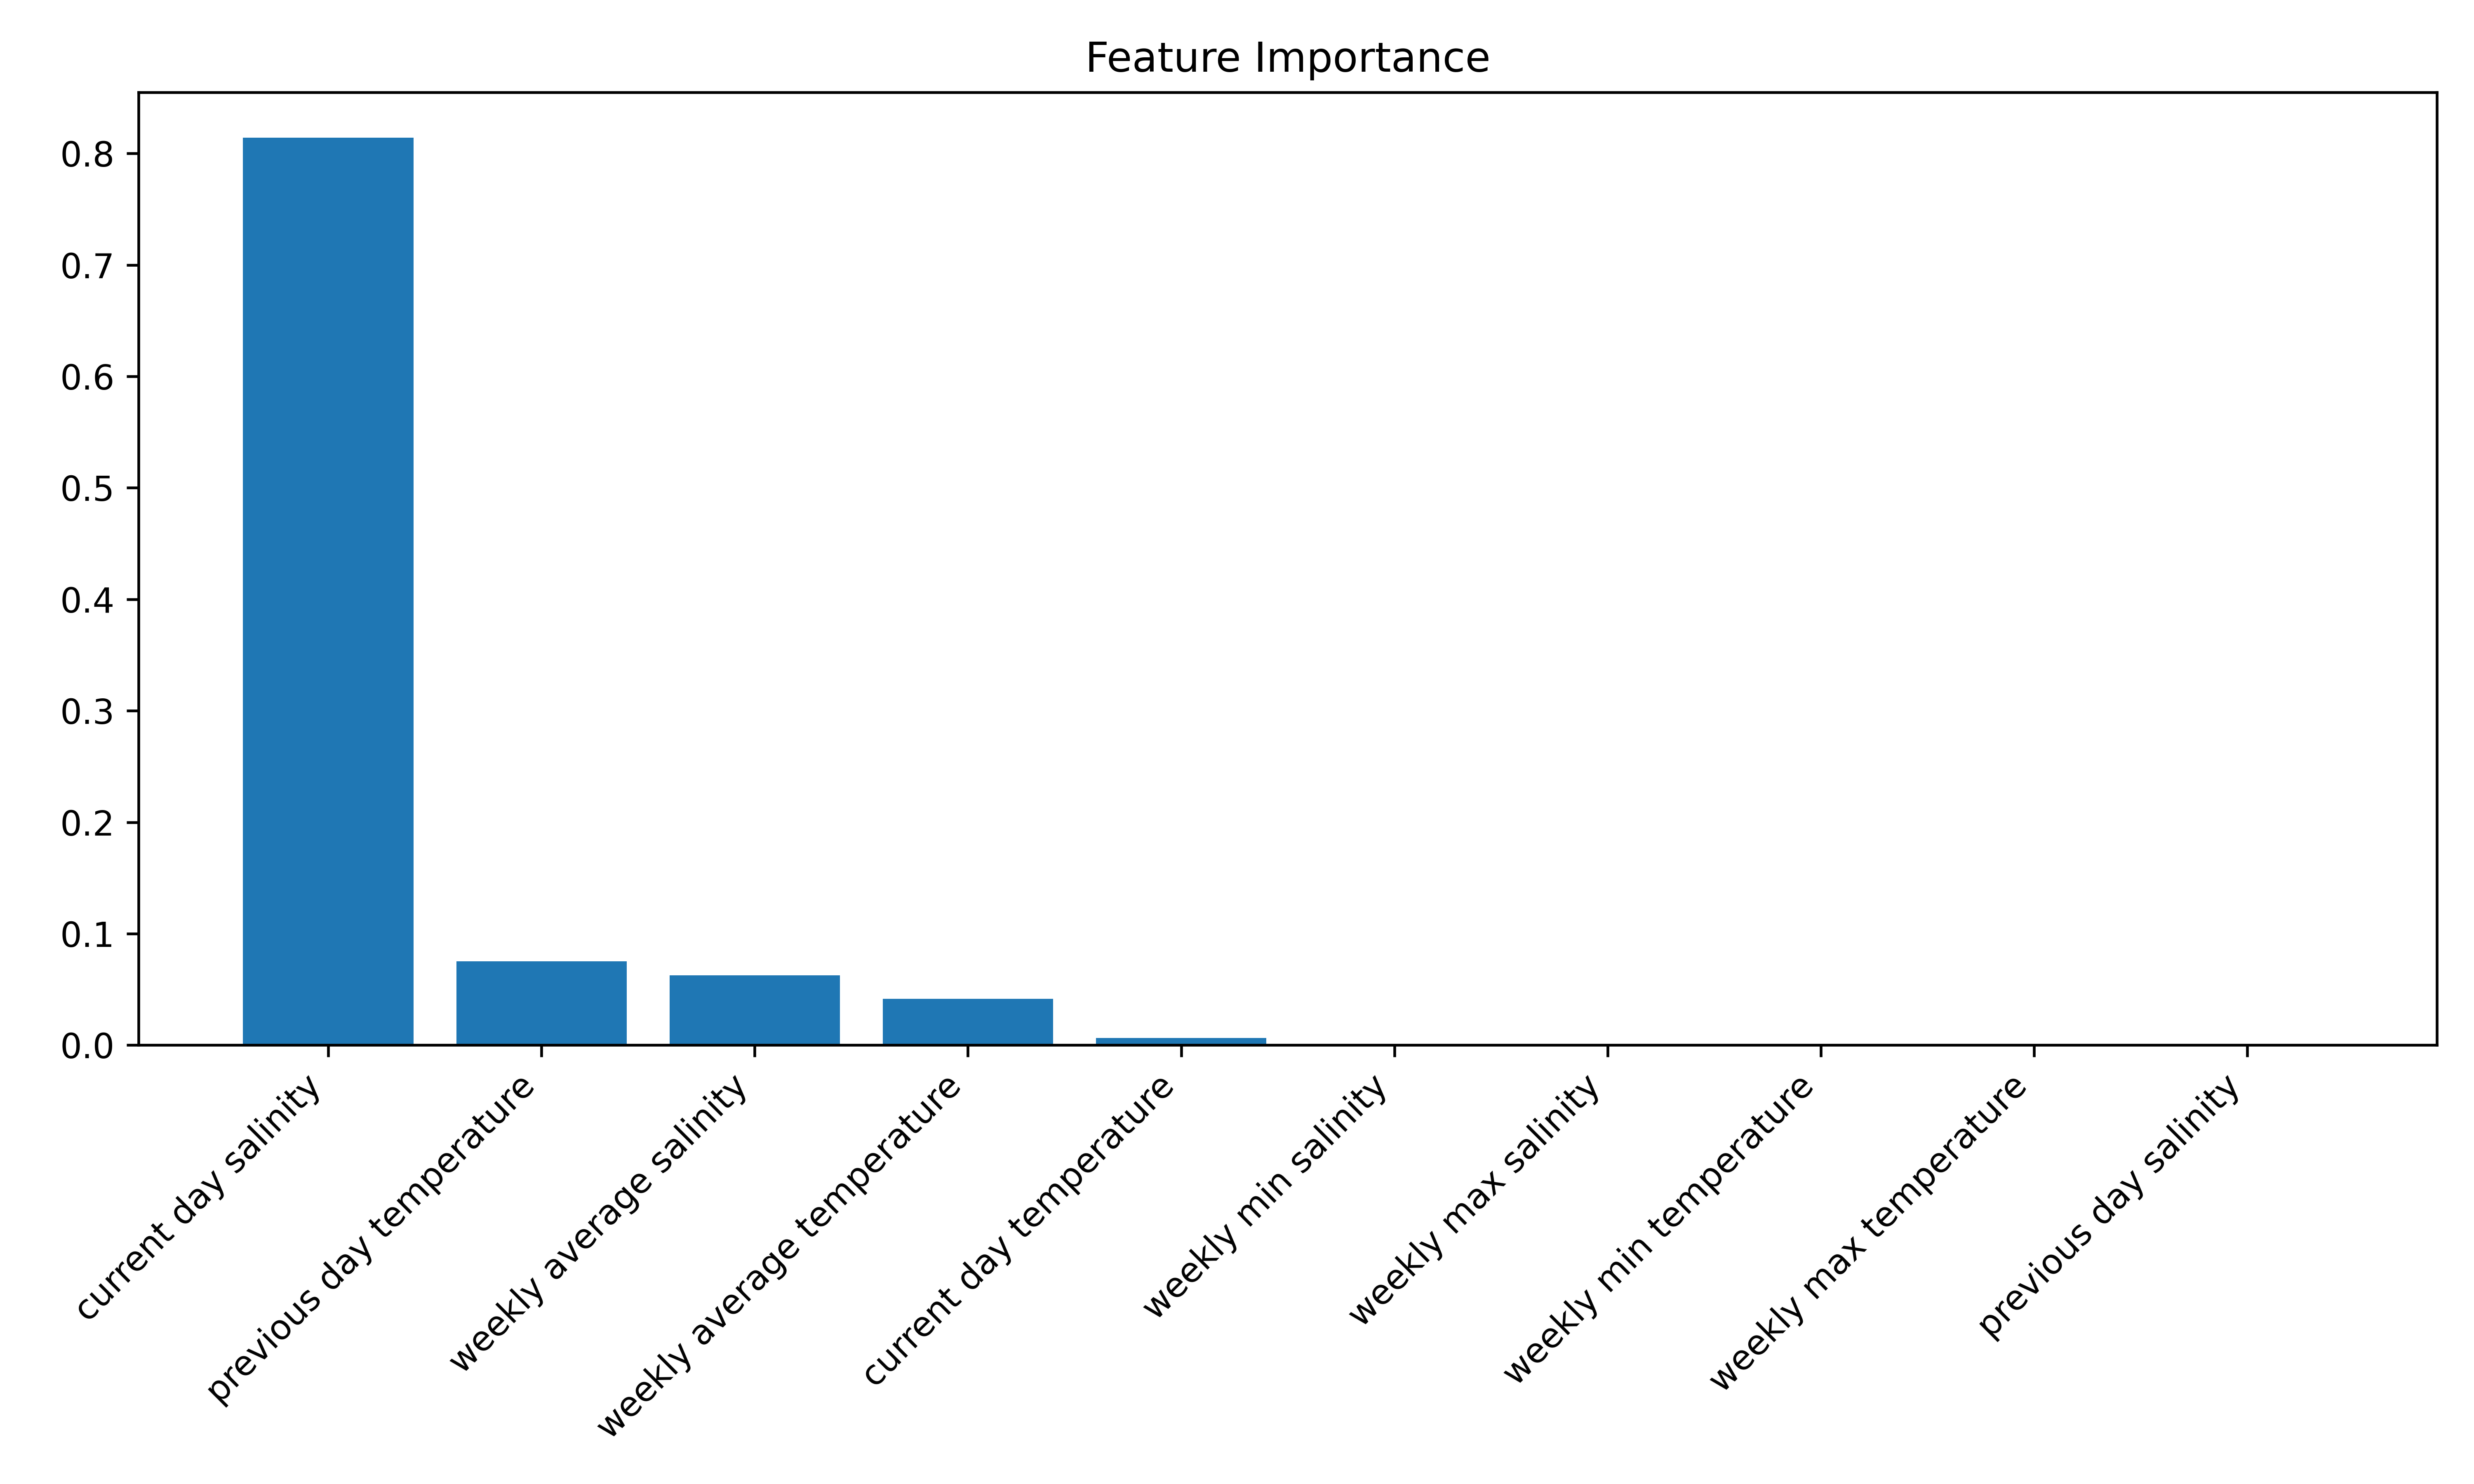 Feature Importance
0.8
0.7
0.6
0.5
0.4
0.3
0.2
0.1
0.0
current day salinity
previous day temperature
weekly average salinity
weekly average temperature
current day temperature
weekly min salinity
weekly max salinity
weekly min temperature
weekly max temperature
previous day salinity